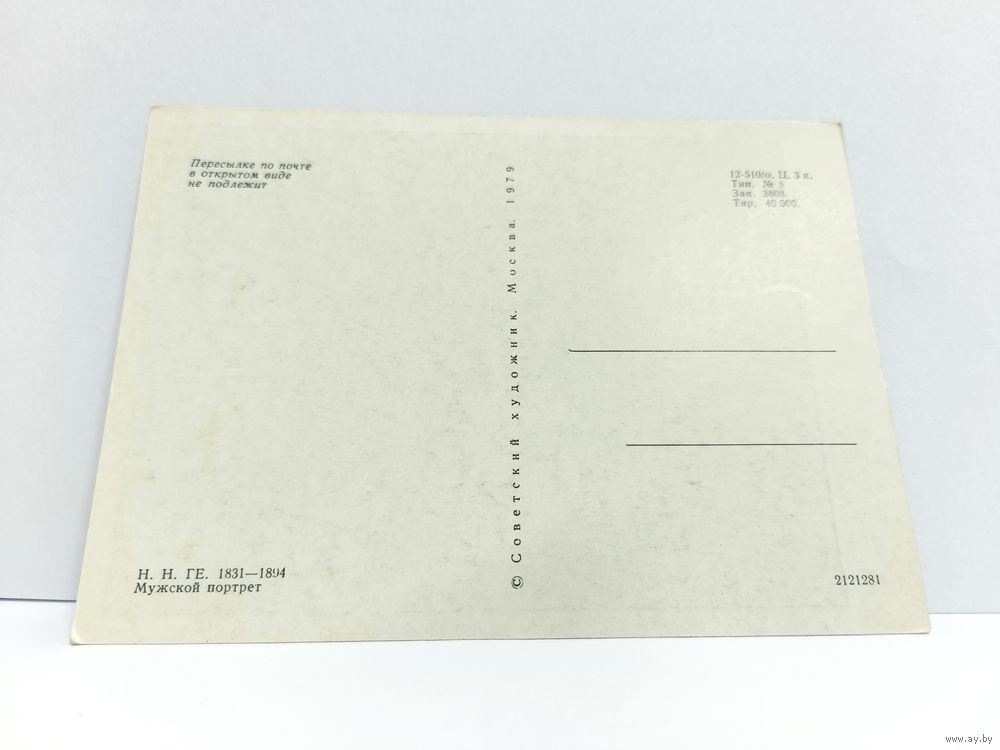 Пересылке по почте
в открытом виде
не подлежит
12-510/о, Ц. 3 к.
Тип. № 5
Зак. 3808.
Тир. 40 000.
© Советский художник. Москва. 1979
Н. Н. ГЕ. 1831—1894
Мужской портрет
2121281
www.ay.by